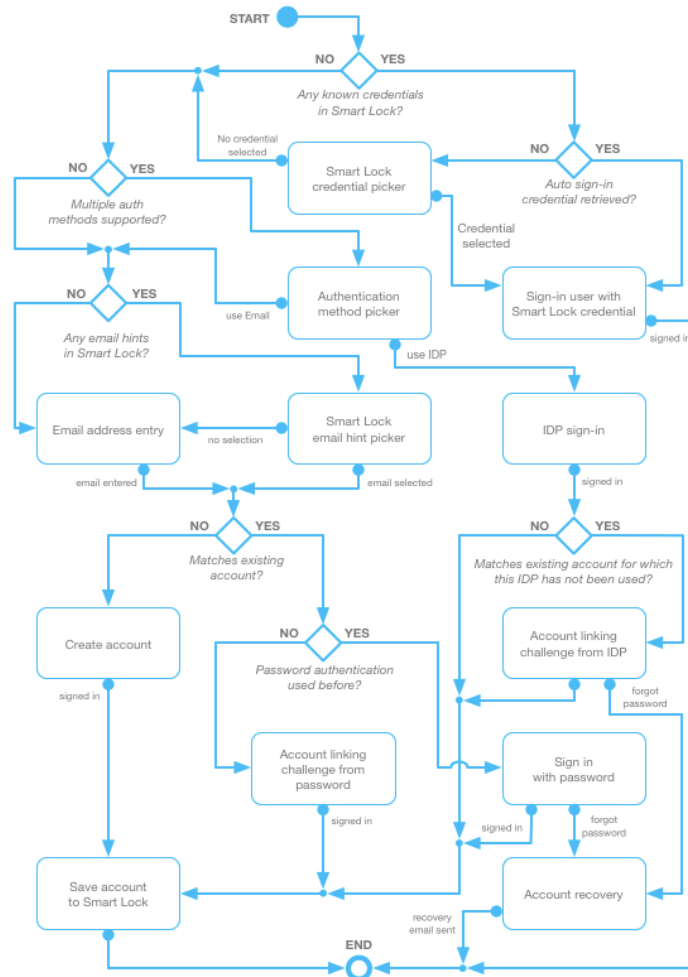 START
NO
YES
Any known credentials
in Smart Lock?
No credential
selected
Smart Lock
credential picker
NO
YES
Auto sign-in
credential retrieved?
NO
YES
Multiple auth
methods supported?
Credential
selected
NO
YES
use Email
Authentication
method picker
Sign-in user with
Smart Lock credential
signed in
Any email hints
in Smart Lock?
use IDP
Email address entry
no selection
Smart Lock
email hint picker
IDP sign-in
email entered
email selected
signed in
NO
YES
Matches existing
account?
NO
YES
Matches existing account for which
this IDP has not been used?
Create account
NO
YES
Password authentication
used before?
Account linking
challenge from IDP
signed in
forgot
password
Account linking
challenge from
password
Sign in
with password
signed in
signed in
forgot
password
Save account
to Smart Lock
Account recovery
recovery
email sent
END